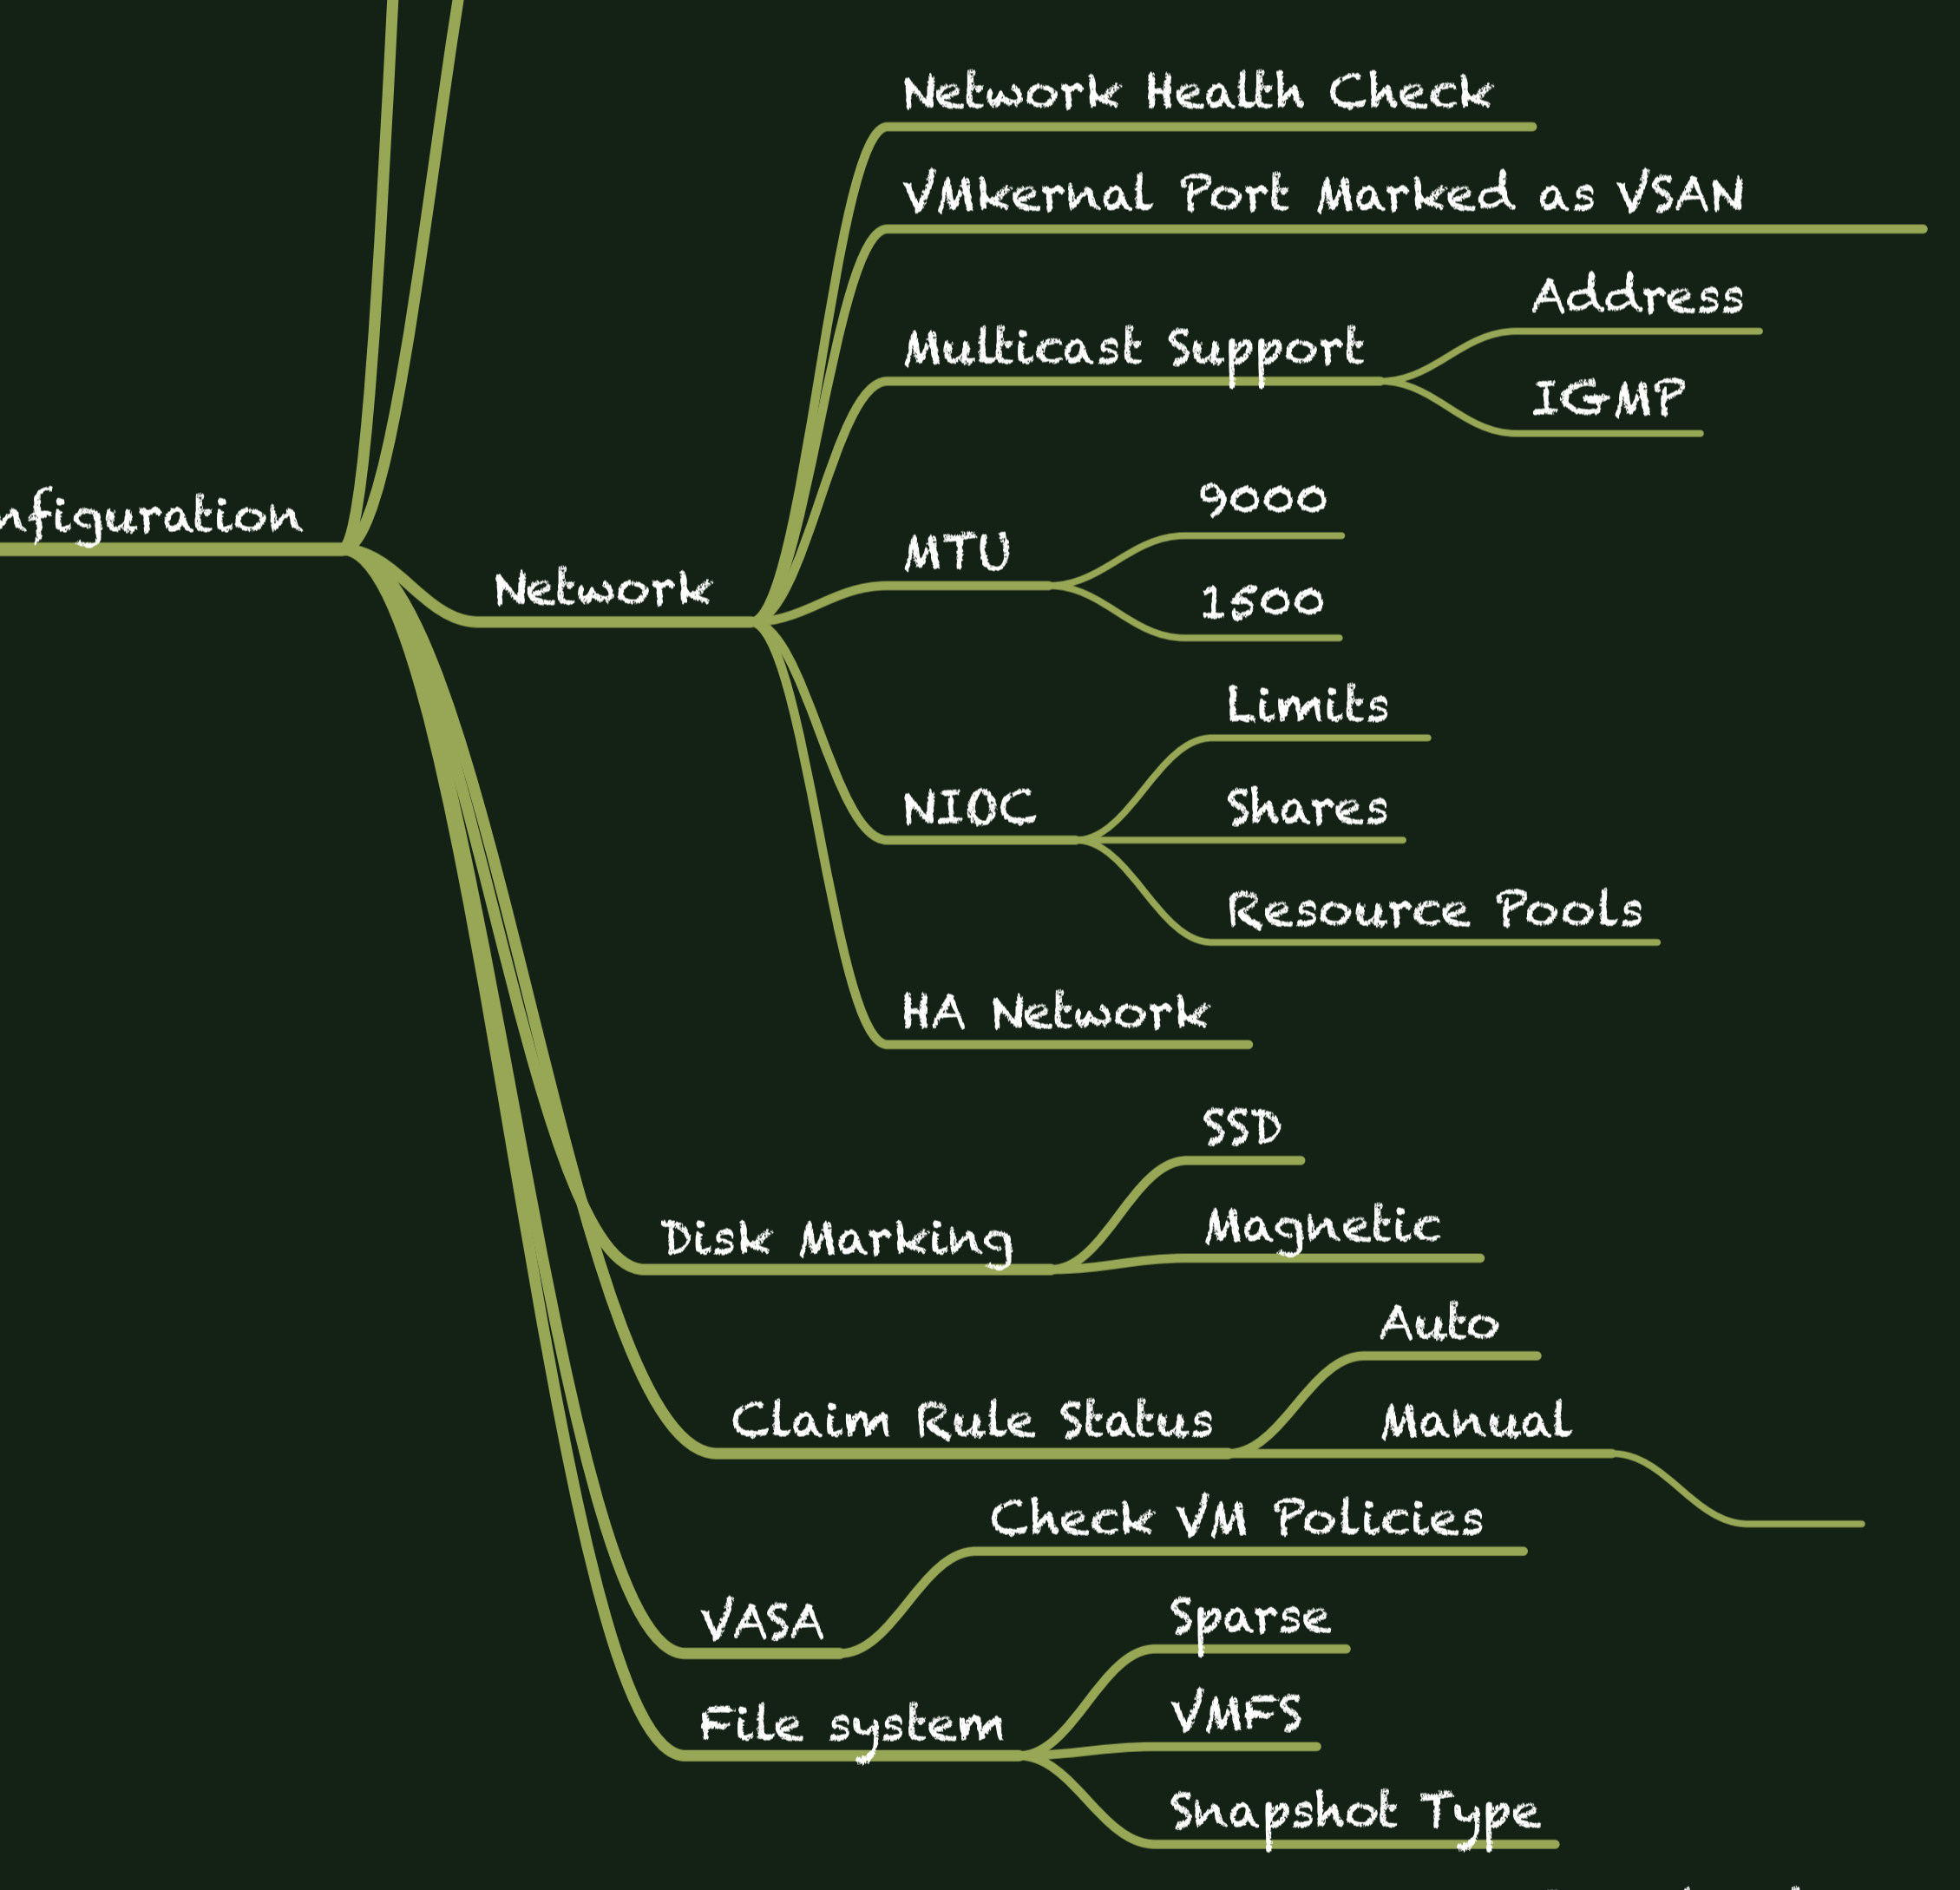 Network Health Check
VMkernal Port Marked as VSAN
Address
Multicast Support
IGMP
9000
nfiguration
MTU
Network
1500
Limits
NIOC
Shares
Resource Pools
HA Network
SSD
Disk Marking
Magnetic
Auto
Claim Rule Status
Manual
Check VM Policies
VASA
Sparse
File system
VMFS
Snapshot Type